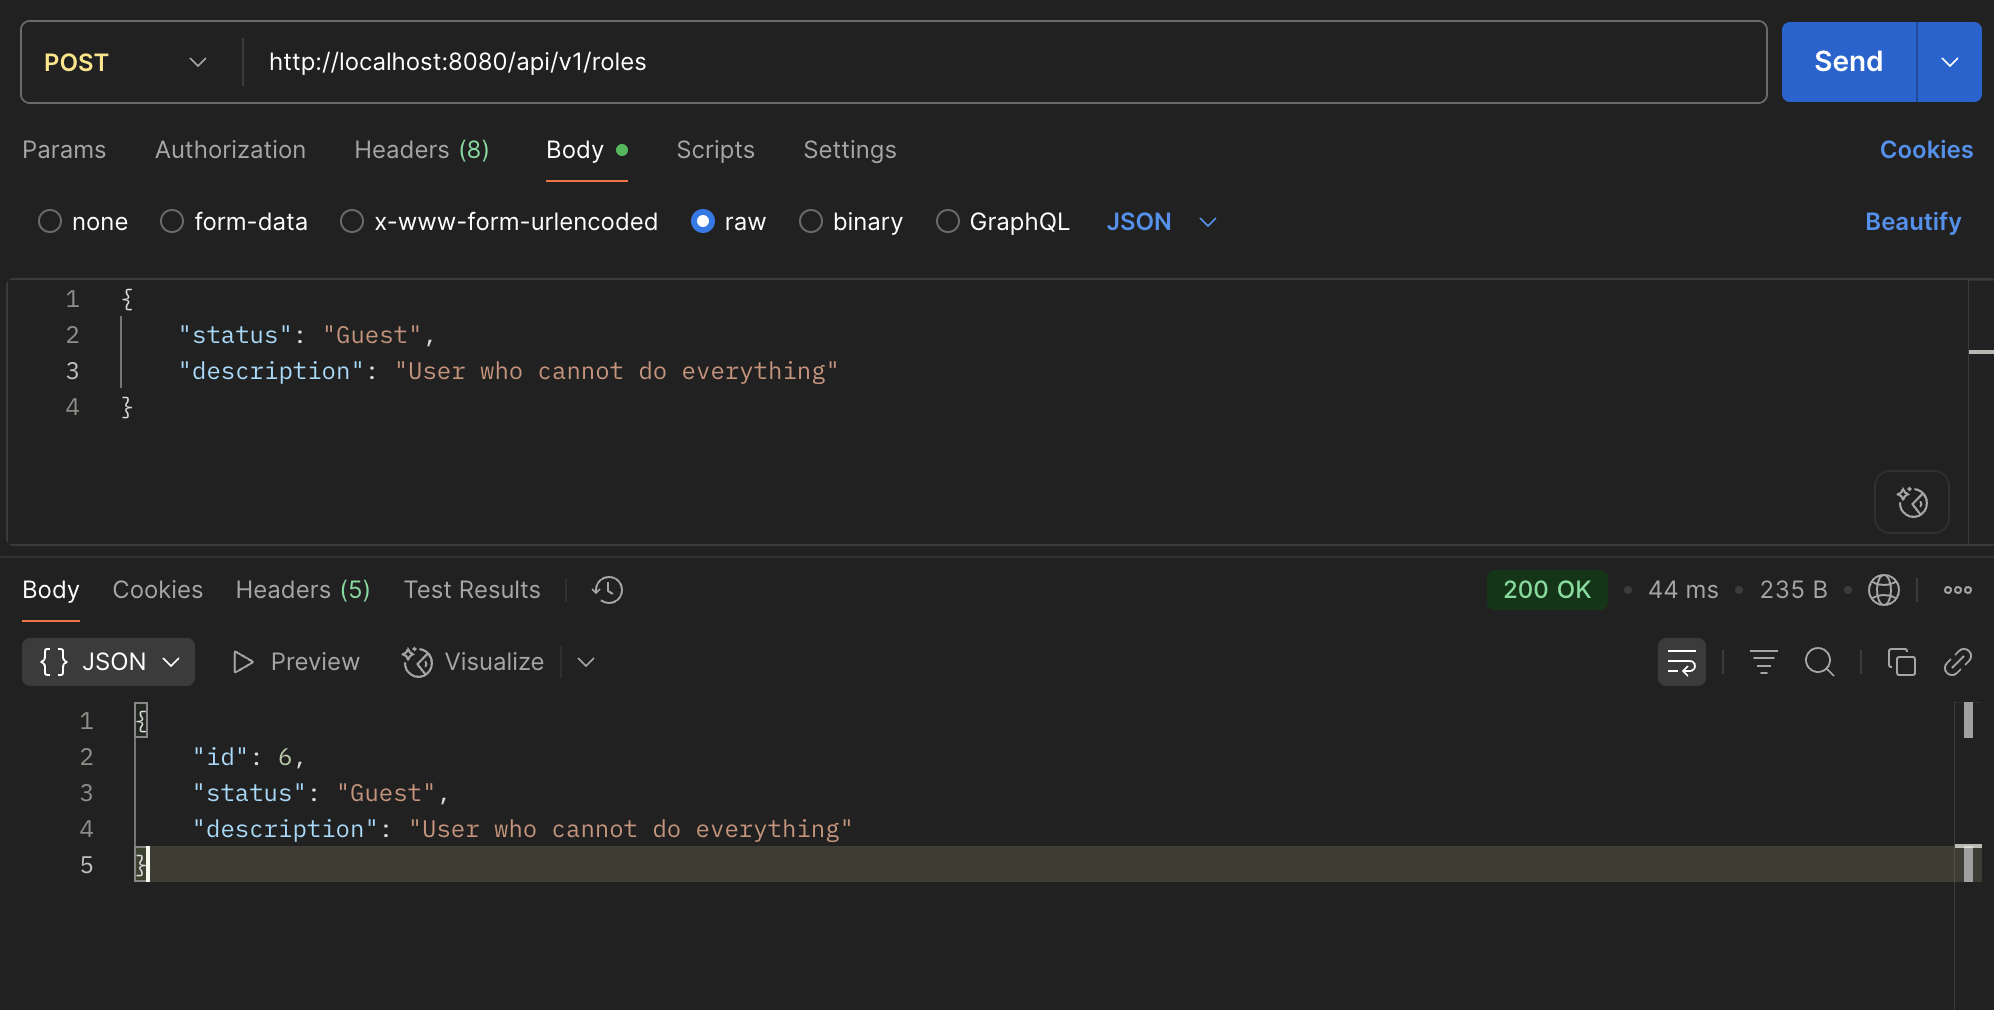 POST http://localhost:8080/api/v1/roles Send
Params Authorization Headers (8) Body Scripts Settings Cookies
none form-data x-www-form-urlencoded raw binary GraphQL JSON Beautify
1 {
2 "status": "Guest",
3 "description": "User who cannot do everything"
4 }
Body Cookies Headers (5) Test Results 200 OK • 44 ms • 235 B •
{} JSON Preview Visualize
1 {
2 "id": 6,
3 "status": "Guest",
4 "description": "User who cannot do everything"
5 }